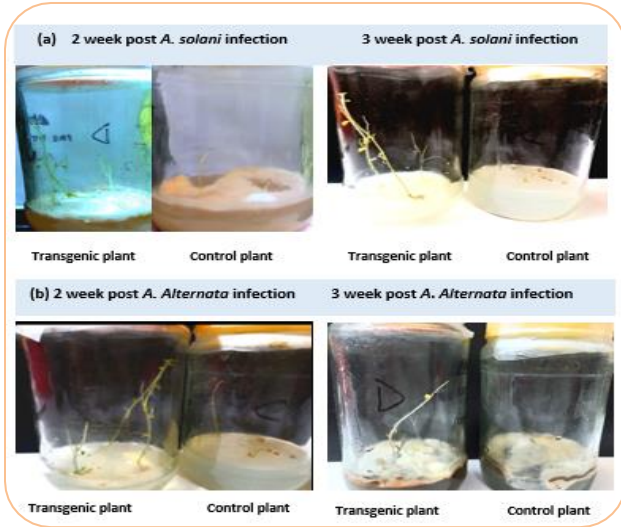 (a) 2 week post A. solani infection 3 week post A. solani infection
Transgenic plant Control plant Transgenic plant Control plant
(b) 2 week post A. Alternata infection 3 week post A. Alternata infection
D
Transgenic plant Control plant Transgenic plant Control plant